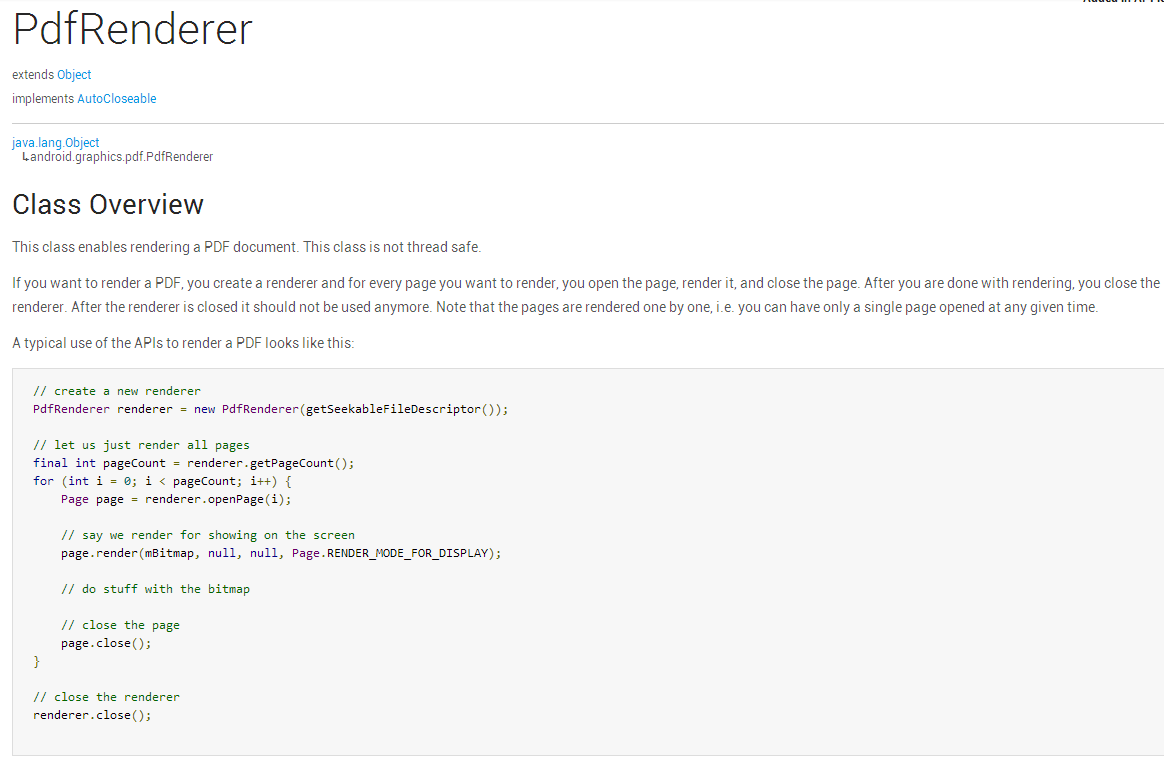 PdfRenderer
extends Object
implements AutoCloseable
java.lang.Object
↳android.graphics.pdf.PdfRenderer
Class Overview
This class enables rendering a PDF document. This class is not thread safe.
If you want to render a PDF, you create a renderer and for every page you want to render, you open the page, render it, and close the page. After you are done with rendering, you close the
renderer. After the renderer is closed it should not be used anymore. Note that the pages are rendered one by one, i.e. you can have only a single page opened at any given time.
A typical use of the APIs to render a PDF looks like this:
// create a new renderer
PdfRenderer renderer = new PdfRenderer(getSeekableFileDescriptor());
// let us just render all pages
final int pageCount = renderer.getPageCount();
for (int i = 0; i < pageCount; i++) {
    Page page = renderer.openPage(i);
    // say we render for showing on the screen
    page.render(mBitmap, null, null, Page.RENDER_MODE_FOR_DISPLAY);
    // do stuff with the bitmap
    // close the page
    page.close();
}
// close the renderer
renderer.close();